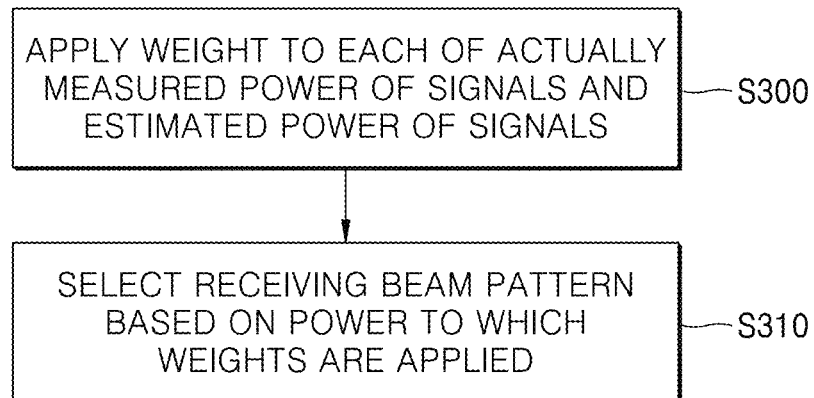 APPLY WEIGHT TO EACH OF ACTUALLY
MEASURED POWER OF SIGNALS AND
ESTIMATED POWER OF SIGNALS
S300
SELECT RECEIVING BEAM PATTERN
BASED ON POWER TO WHICH
WEIGHTS ARE APPLIED
S310